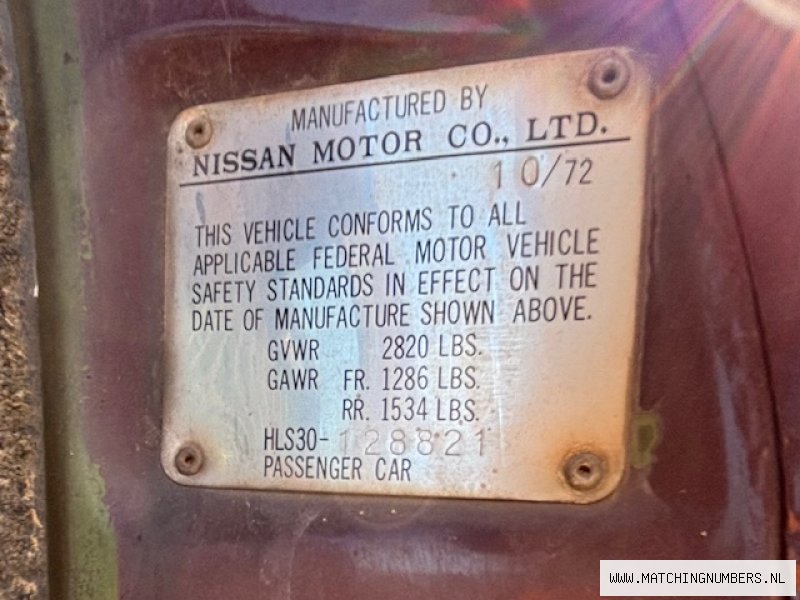 MANUFACTURED BY
NISSAN MOTOR CO., LTD.
10/72
THIS VEHICLE CONFORMS TO ALL
APPLICABLE FEDERAL MOTOR VEHICLE
SAFETY STANDARDS IN EFFECT ON THE
DATE OF MANUFACTURE SHOWN ABOVE.
GVWR 2820 LBS.
GAWR FR. 1286 LBS.
RR. 1534 LBS.
HLS30-128821
PASSENGER CAR
WWW.MATCHINGNUMBERS.NL